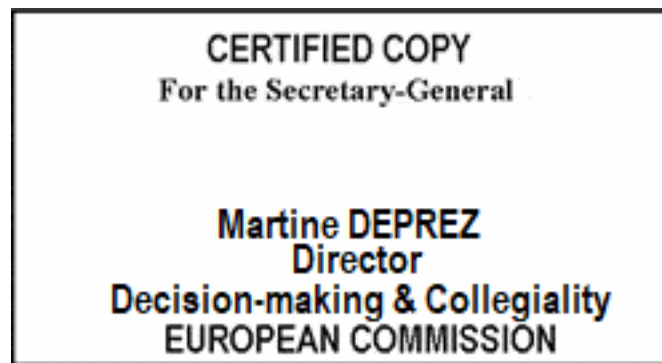 CERTIFIED COPY
For the Secretary-General
Martine DEPREZ
Director
Decision-making & Collegiality
EUROPEAN COMMISSION